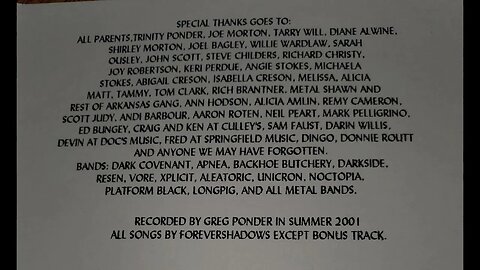 SPECIAL THANKS GOES TO:
ALL PARENTS,TRINITY PONDER, JOE MORTON, TARRY WILL, DIANE ALWINE,
SHIRLEY MORTON, JOEL BAGLEY, WILLIE WARDLAW, SARAH
OUSLEY, JOHN SCOTT, STEVE CHILDERS, RICHARD CHRISTY,
JOY ROBERTSON, KERI PERDUE, ANGIE STOKES, MICHAELA
STOKES, ABIGAIL CRESON, ISABELLA CRESON, MELISSA, ALICIA
MATT, TAMMY, TOM CLARK, RICH BRANTNER, METAL SHAWN AND
REST OF ARKANSAS GANG, ANN HODSON, ALICIA AMLIN, REMY CAMERON,
SCOTT JUDY, ANDI BARBOUR, AARON ROTEN, NEIL PEART, MARK PELLIGRINO,
ED BUNGEY, CRAIG AND KEN AT CULLEY'S, SAM FAUST, DARIN WILLIS,
DEVIN AT DOC'S MUSIC, FRED AT SPRINGFIELD MUSIC, DINGO, DONNIE ROUTT
AND ANYONE WE MAY HAVE FORGOTTEN.
BANDS: DARK COVENANT, APNEA, BACKHOE BUTCHERY, DARKSIDE,
RESEN, VORE, XPLICIT, ALEATORIC, UNICRON, NOCTOPIA.
PLATFORM BLACK, LONGPIG, AND ALL METAL BANDS.
RECORDED BY GREG PONDER IN SUMMER 2001
ALL SONGS BY FOREVERSHADOWS EXCEPT BONUS TRACK.